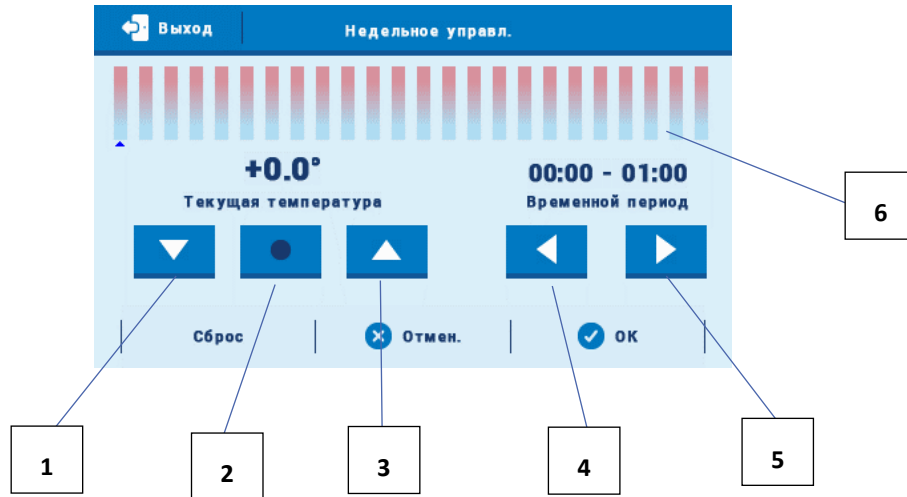 Выход
Недельное управл.
+0.0°
00:00 - 01:00
Текущая температура
Временной период
6
Сброс
Отмен.
ОК
1
2
3
4
5